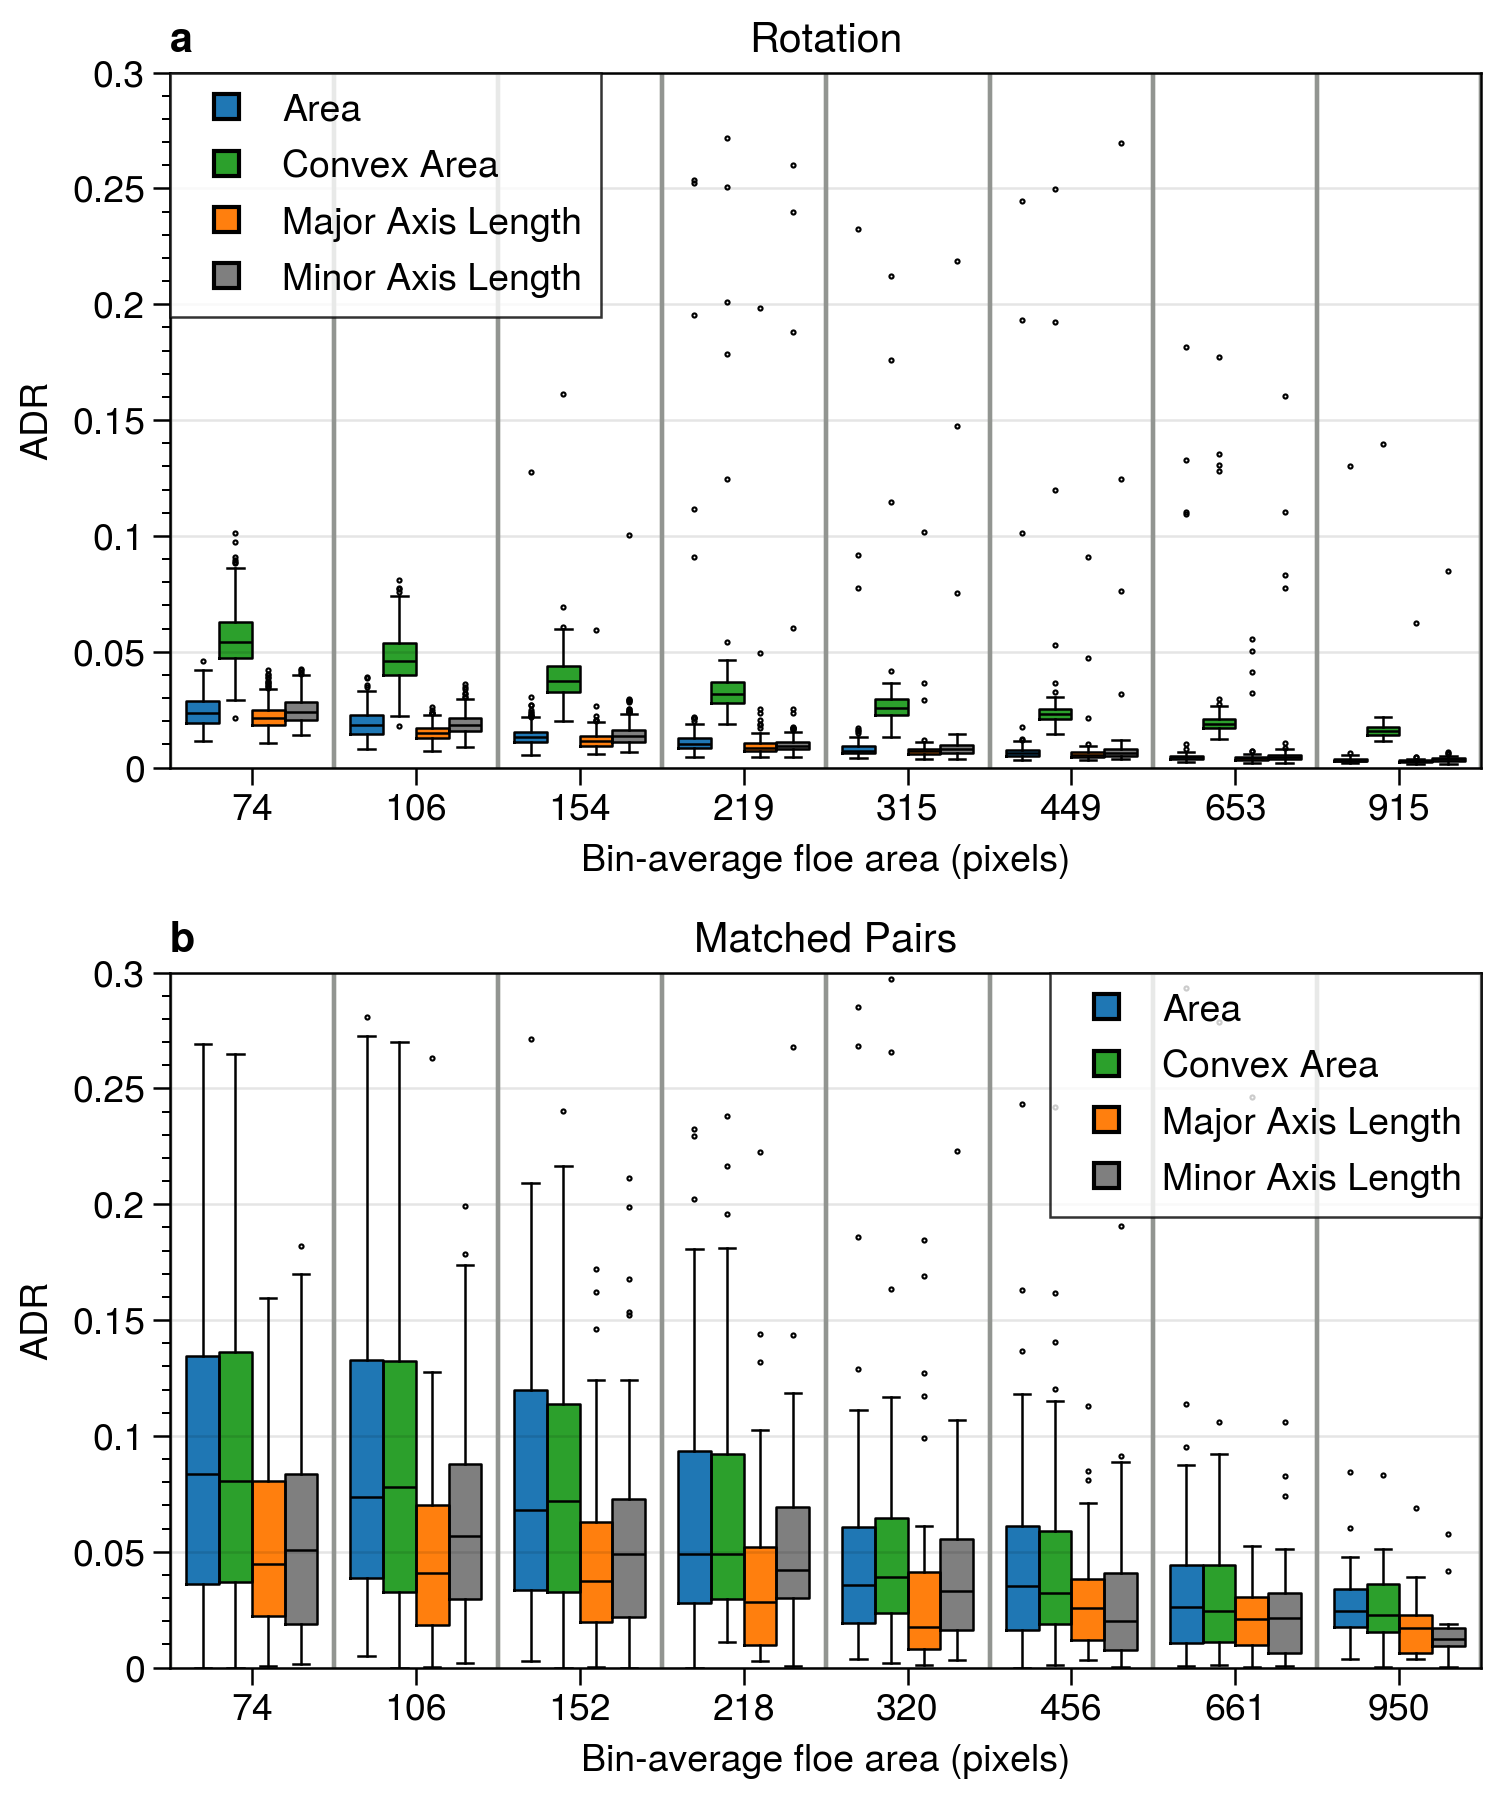 a Rotation
0.3
0.25
0.2
0.15
0.1
0.05
0
ADR
Area
Convex Area
Major Axis Length
Minor Axis Length
74 106 154 219 315 449 653 915
Bin-average floe area (pixels)
b Matched Pairs
0.3
0.25
0.2
0.15
0.1
0.05
0
ADR
Area
Convex Area
Major Axis Length
Minor Axis Length
74 106 152 218 320 456 661 950
Bin-average floe area (pixels)